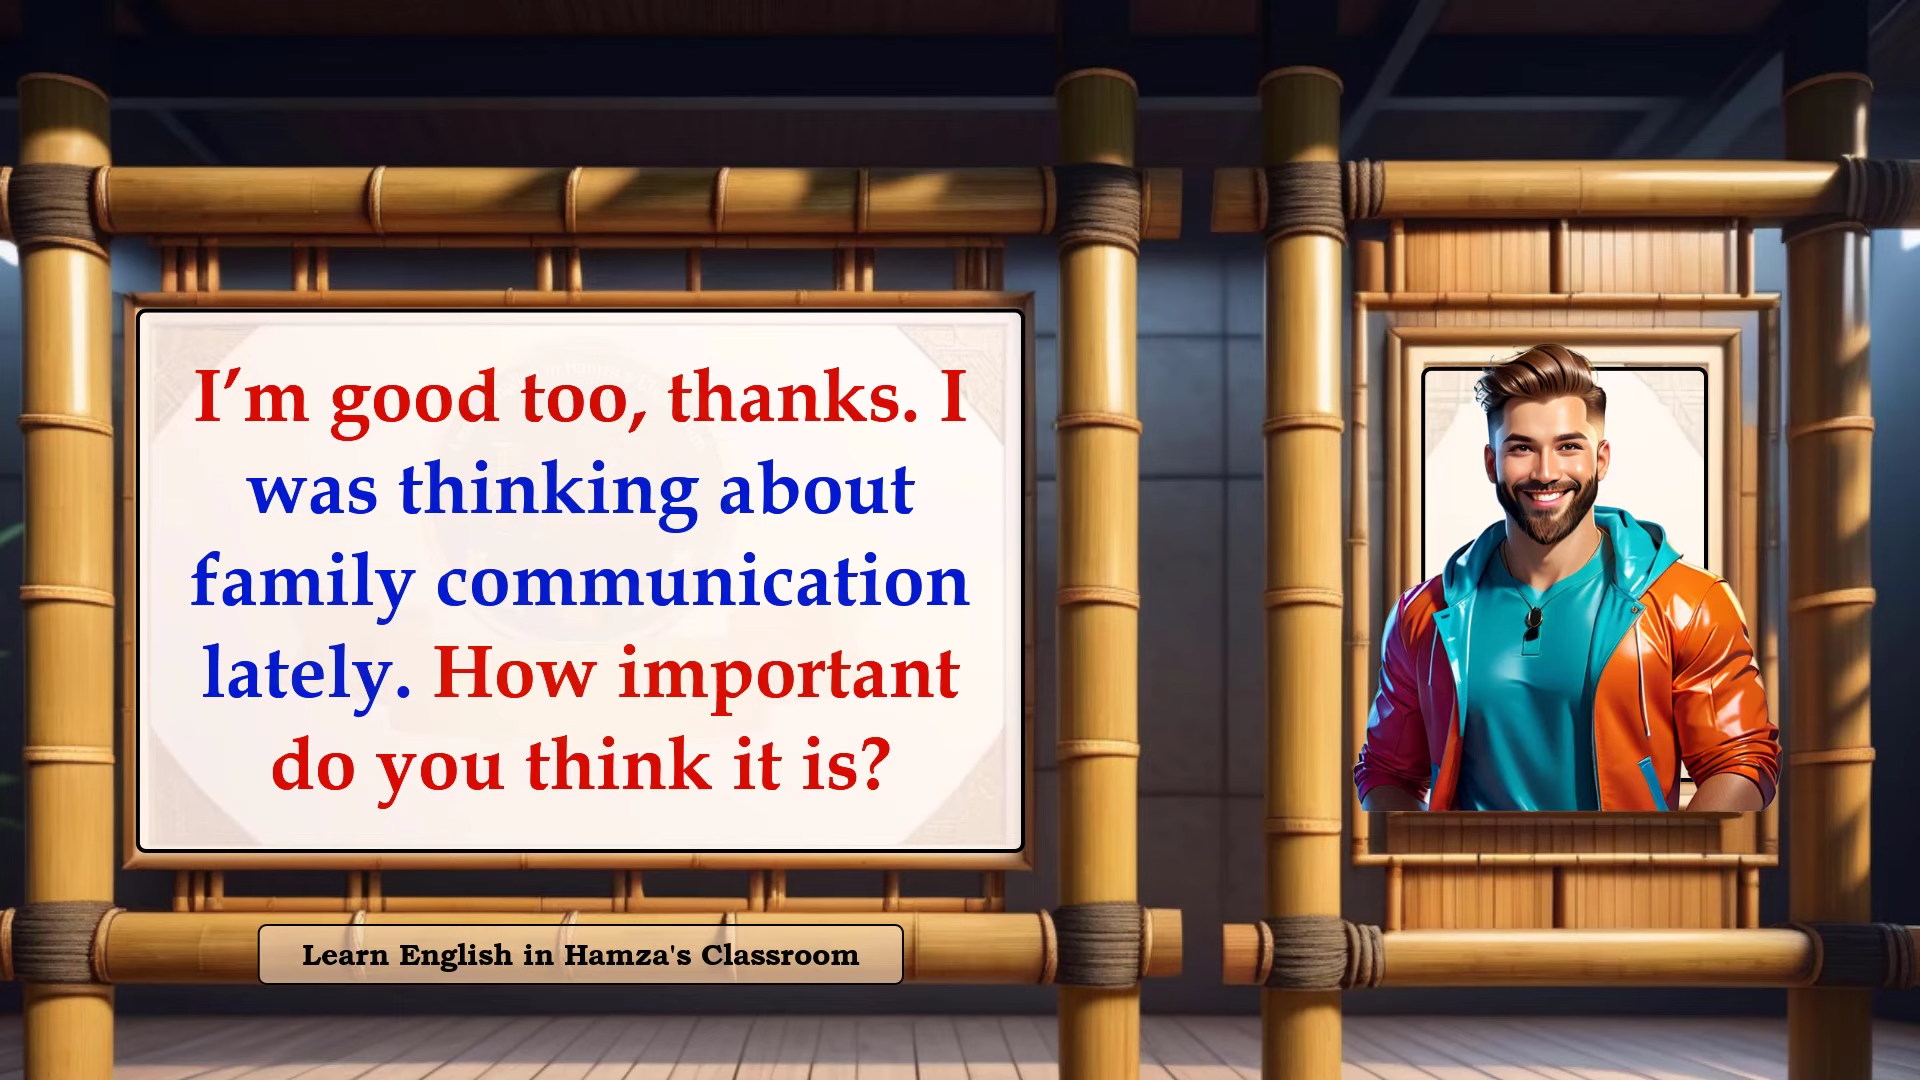 I’m good too, thanks. I
was thinking about
family communication
lately. How important
do you think it is?
Learn English in Hamza's Classroom